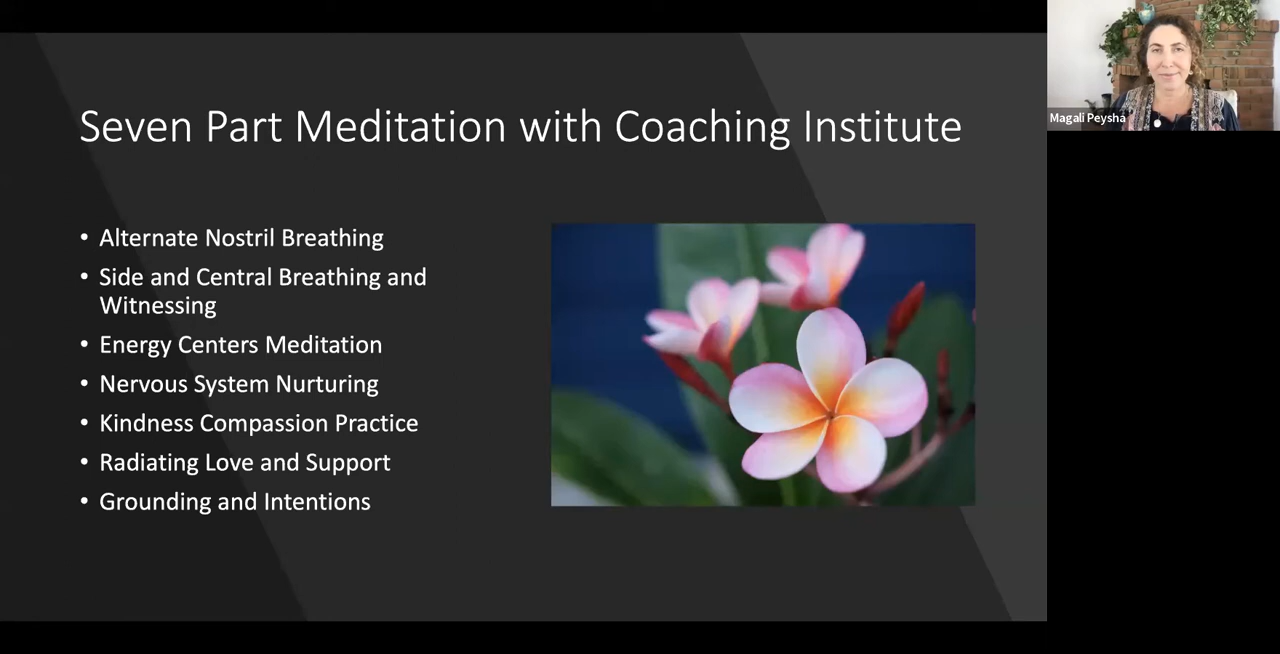 Seven Part Meditation with Coaching Institute
Magali Peysha
• Alternate Nostril Breathing
• Side and Central Breathing and
Witnessing
• Energy Centers Meditation
• Nervous System Nurturing
• Kindness Compassion Practice
• Radiating Love and Support
• Grounding and Intentions